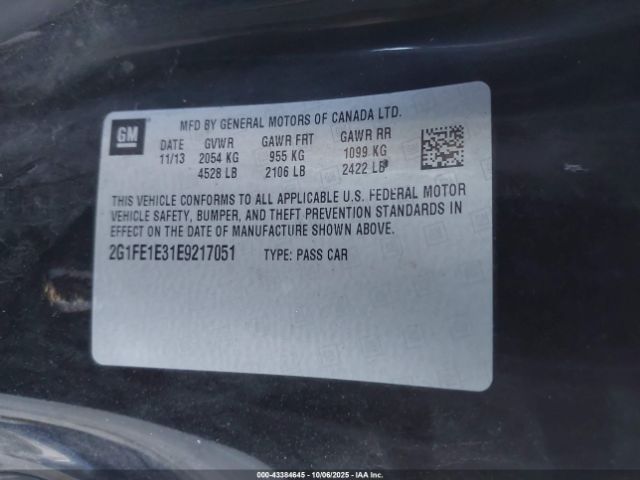 MFD BY GENERAL MOTORS OF CANADA LTD.
GM
DATE GVWR GAWR FRT GAWR RR
11/13 2054 KG 955 KG 1099 KG
4528 LB 2106 LB 2422 LB
THIS VEHICLE CONFORMS TO ALL APPLICABLE U.S. FEDERAL MOTOR
VEHICLE SAFETY, BUMPER, AND THEFT PREVENTION STANDARDS IN
EFFECT ON THE DATE OF MANUFACTURE SHOWN ABOVE.
2G1FE1E31E9217051 TYPE: PASS CAR
000-43384645 - 10/06/2025 - IAA Inc.